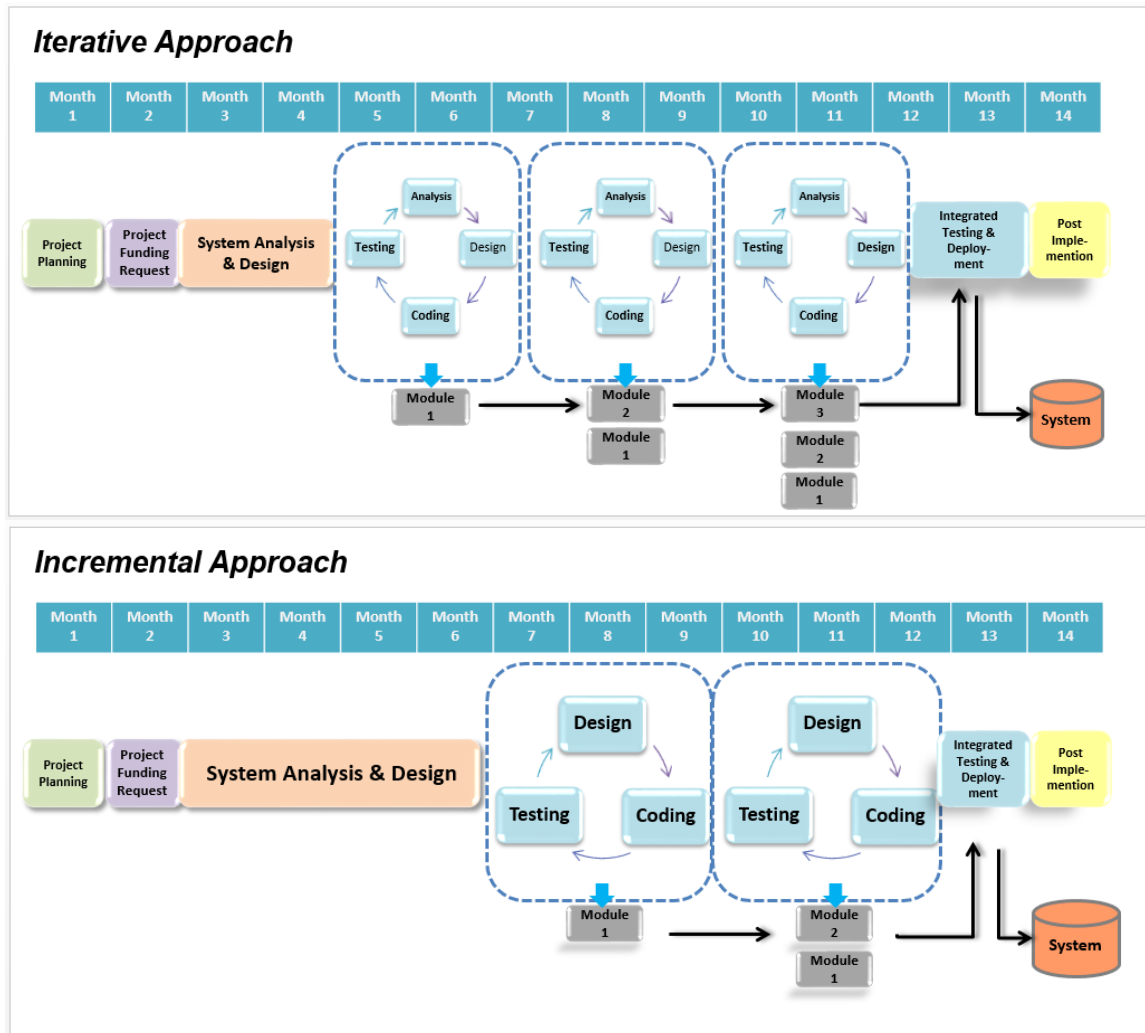 Iterative Approach
Month Month Month Month Month Month Month Month Month Month Month Month Month Month
1 2 3 4 5 6 7 8 9 10 11 12 13 14
Project
Planning
Project
Funding
Request
System Analysis
& Design
Analysis
Testing
Design
Coding
Analysis
Testing
Design
Coding
Analysis
Testing
Design
Coding
Integrated
Testing &
Deploy-
ment
Post
Imple-
mention
Module
1
Module
2
Module
1
Module
3
Module
2
Module
1
System
Incremental Approach
Month Month Month Month Month Month Month Month Month Month Month Month Month Month
1 2 3 4 5 6 7 8 9 10 11 12 13 14
Project
Planning
Project
Funding
Request
System Analysis & Design
Design
Testing
Coding
Design
Testing
Coding
Integrated
Testing &
Deploy-
ment
Post
Imple-
mention
Module
1
Module
2
Module
1
System